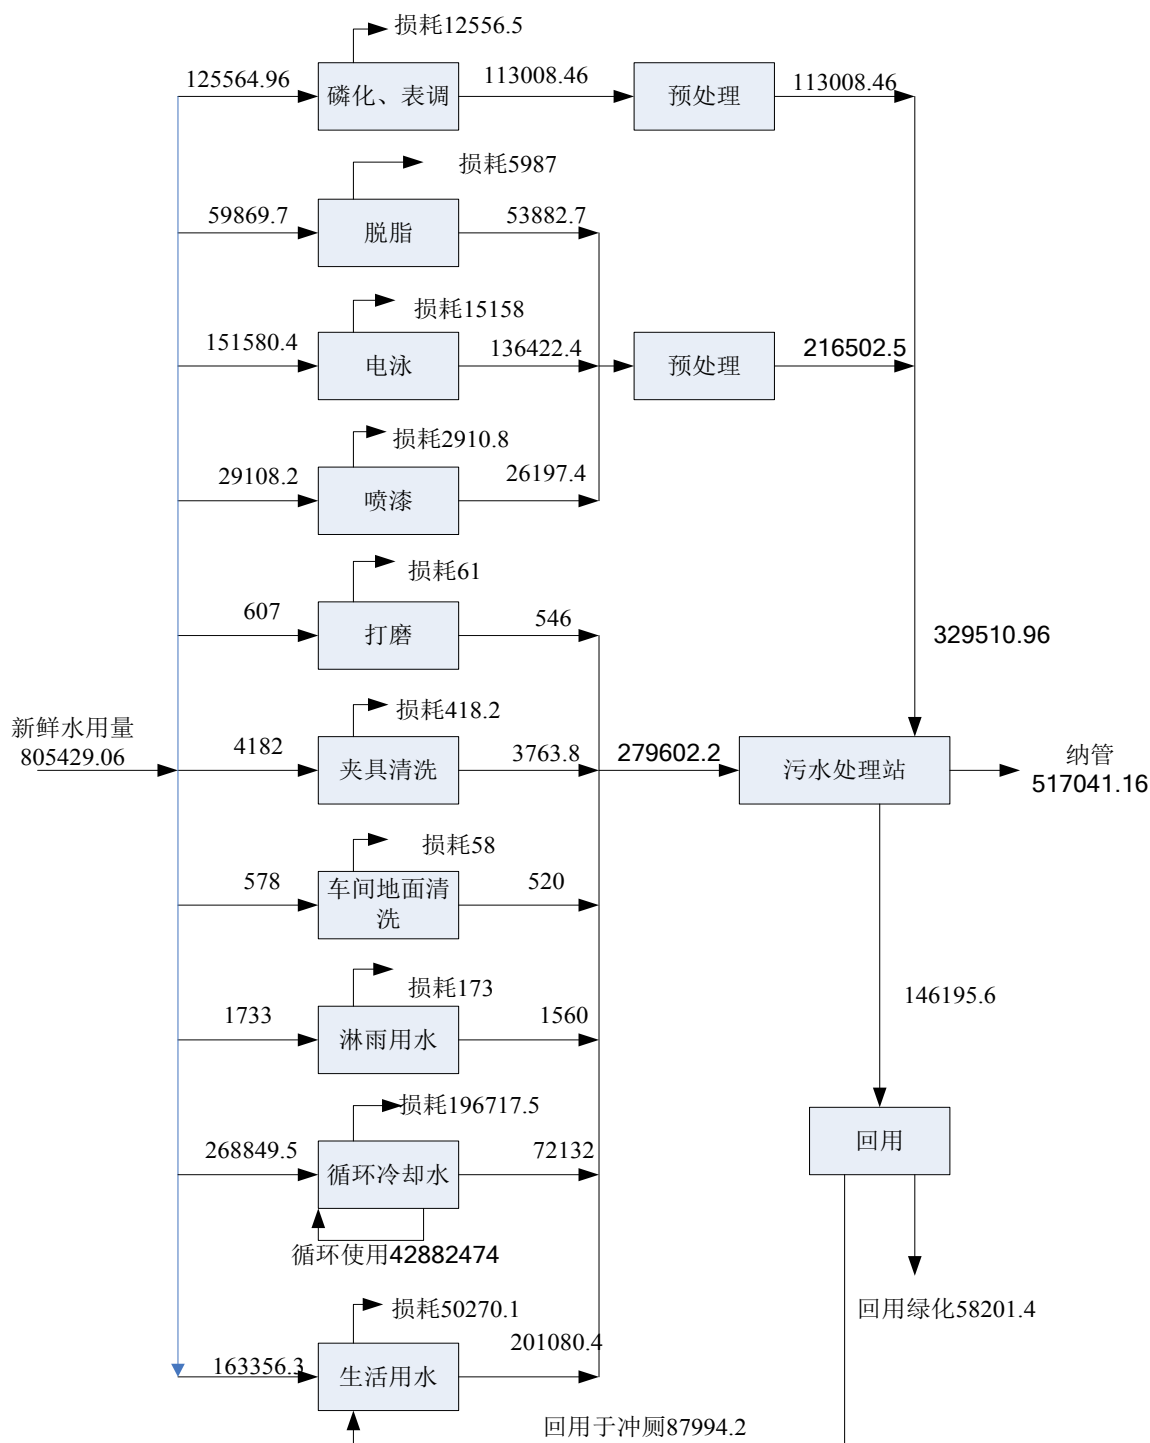 损耗12556.5
125564.96
磷化、表调
113008.46
预处理
113008.46
损耗5987
59869.7
脱脂
53882.7
损耗15158
151580.4
电泳
136422.4
预处理
216502.5
损耗2910.8
29108.2
喷漆
26197.4
损耗61
607
打磨
546
329510.96
新鲜水用量
805429.06
损耗418.2
4182
夹具清洗
3763.8
279602.2
污水处理站
纳管
517041.16
损耗58
578
车间地面清
洗
520
损耗173
1733
淋雨用水
1560
146195.6
损耗196717.5
268849.5
循环冷却水
72132
循环使用42882474
回用
回用绿化58201.4
损耗50270.1
163356.3
生活用水
201080.4
回用于冲厕87994.2